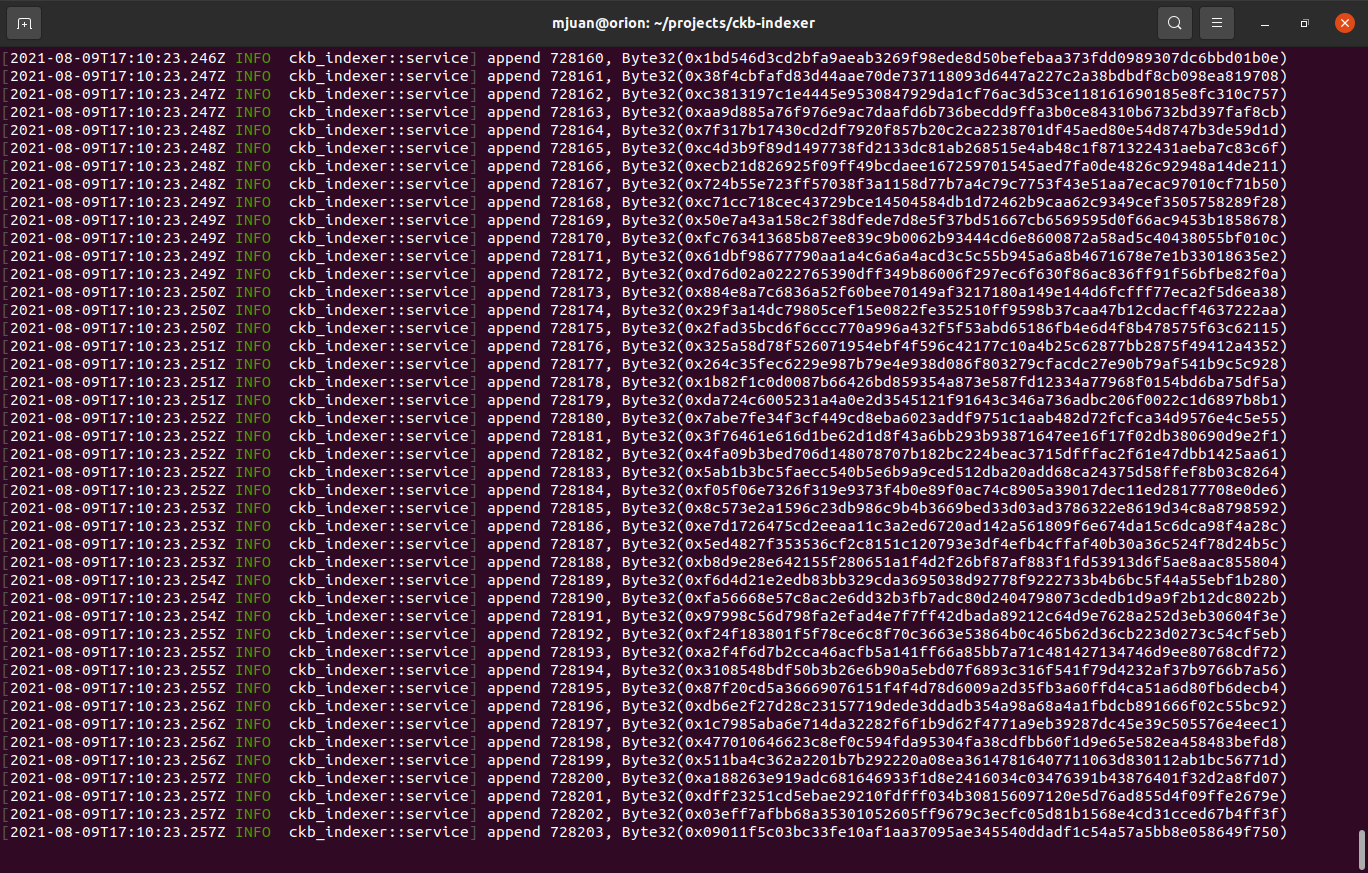 mjuan@orion: ~/projects/ckb-indexer
[2021-08-09T17:10:23.246Z INFO  ckb_indexer::service] append 728160, Byte32(0x1bd546d3cd2bfa9aeab3269f98ede8d50befebaa373fdd0989307dc6bbd01b0e)
[2021-08-09T17:10:23.247Z INFO  ckb_indexer::service] append 728161, Byte32(0x38f4cbfafd83d44aae70de737118093d6447a227c2a38bdbdf8cb098ea819708)
[2021-08-09T17:10:23.247Z INFO  ckb_indexer::service] append 728162, Byte32(0xc3813197c1e4445e9530847929da1cf76ac3d53ce118161690185e8fc310c757)
[2021-08-09T17:10:23.247Z INFO  ckb_indexer::service] append 728163, Byte32(0xaa9d885a76f976e9ac7daafd6b736becdd9ffa3b0ce84310b6732bd397faf8cb)
[2021-08-09T17:10:23.248Z INFO  ckb_indexer::service] append 728164, Byte32(0x7f317b17430cd2df7920f857b20c2ca2238701df45aed80e54d8747b3de59d1d)
[2021-08-09T17:10:23.248Z INFO  ckb_indexer::service] append 728165, Byte32(0xc4d3b9f89d1497738fd2133dc81ab268515e4ab48c1f871322431aeba7c83c6f)
[2021-08-09T17:10:23.248Z INFO  ckb_indexer::service] append 728166, Byte32(0xecb21d826925f09ff49bcdaee167259701545aed7fa0de4826c92948a14de211)
[2021-08-09T17:10:23.248Z INFO  ckb_indexer::service] append 728167, Byte32(0x724b55e723ff57038f3a1158d77b7a4c79c7753f43e51aa7ecac97010cf71b50)
[2021-08-09T17:10:23.249Z INFO  ckb_indexer::service] append 728168, Byte32(0xc71cc718cec43729bce14504584db1d72462b9caa62c9349cef3505758289f28)
[2021-08-09T17:10:23.249Z INFO  ckb_indexer::service] append 728169, Byte32(0x50e7a43a158c2f38dfede7d8e5f37bd51667cb6569595d0f66ac9453b1858678)
[2021-08-09T17:10:23.249Z INFO  ckb_indexer::service] append 728170, Byte32(0xfc763413685b87ee839c9b0062b93444cd6e8600872a58ad5c40438055bf010c)
[2021-08-09T17:10:23.249Z INFO  ckb_indexer::service] append 728171, Byte32(0x61dbf98677790aa1a4c6a6a4acd3c5c55b945a6a8b4671678e7e1b33018635e2)
[2021-08-09T17:10:23.249Z INFO  ckb_indexer::service] append 728172, Byte32(0xd76d02a0222765390dff349b86006f297ec6f630f86ac836ff91f56bfbe82f0a)
[2021-08-09T17:10:23.250Z INFO  ckb_indexer::service] append 728173, Byte32(0x884e8a7c6836a52f60bee70149af3217180a149e144d6fcfff77eca2f5d6ea38)
[2021-08-09T17:10:23.250Z INFO  ckb_indexer::service] append 728174, Byte32(0x29f3a14dc79805cef15e0822fe352510ff9598b37caa47b12cdacff4637222aa)
[2021-08-09T17:10:23.250Z INFO  ckb_indexer::service] append 728175, Byte32(0x2fad35bcd6f6ccc770a996a432f5f53abd65186fb4e6d4f8b478575f63c62115)
[2021-08-09T17:10:23.251Z INFO  ckb_indexer::service] append 728176, Byte32(0x325a58d78f526071954ebf4f596c42177c10a4b25c62877bb2875f49412a4352)
[2021-08-09T17:10:23.251Z INFO  ckb_indexer::service] append 728177, Byte32(0x264c35fec6229e987b79e4e938d086f803279cfacdc27e90b79af541b9c5c928)
[2021-08-09T17:10:23.251Z INFO  ckb_indexer::service] append 728178, Byte32(0x1b82f1c0d0087b66426bd859354a873e587fd12334a77968f0154bd6ba75df5a)
[2021-08-09T17:10:23.251Z INFO  ckb_indexer::service] append 728179, Byte32(0xda724c6005231a4a0e2d3545121f91643c346a736adbc206f0022c1d6897b8b1)
[2021-08-09T17:10:23.252Z INFO  ckb_indexer::service] append 728180, Byte32(0x7abe7fe34f3cf449cd8eba6023addf9751c1aab482d72fcfca34d9576e4c5e55)
[2021-08-09T17:10:23.252Z INFO  ckb_indexer::service] append 728181, Byte32(0x3f76461e616d1be62d1d8f43a6bb293b93871647ee16f17f02db380690d9e2f1)
[2021-08-09T17:10:23.252Z INFO  ckb_indexer::service] append 728182, Byte32(0x4fa09b3bed706d148078707b182bc224beac3715dfffac2f61e47dbb1425aa61)
[2021-08-09T17:10:23.252Z INFO  ckb_indexer::service] append 728183, Byte32(0x5ab1b3bc5faecc540b5e6b9a9ced512dba20add68ca24375d58ffef8b03c8264)
[2021-08-09T17:10:23.252Z INFO  ckb_indexer::service] append 728184, Byte32(0xf05f06e7326f319e9373f4b0e89f0ac74c8905a39017dec11ed28177708e0de6)
[2021-08-09T17:10:23.253Z INFO  ckb_indexer::service] append 728185, Byte32(0x8c573e2a1596c23db986c9b4b3669bed33d03ad3786322e8619d34c8a8798592)
[2021-08-09T17:10:23.253Z INFO  ckb_indexer::service] append 728186, Byte32(0xe7d1726475cd2eeaa11c3a2ed6720ad142a561809f6e674da15c6dca98f4a28c)
[2021-08-09T17:10:23.253Z INFO  ckb_indexer::service] append 728187, Byte32(0x5ed4827f353536cf2c8151c120793e3df4efb4cffaf40b30a36c524f78d24b5c)
[2021-08-09T17:10:23.253Z INFO  ckb_indexer::service] append 728188, Byte32(0xb8d9e28e642155f280651a1f4d2f26bf87af883f1fd53913d6f5ae8aac855804)
[2021-08-09T17:10:23.254Z INFO  ckb_indexer::service] append 728189, Byte32(0xf6d4d21e2edb83bb329cda3695038d92778f9222733b4b6bc5f44a55ebf1b280)
[2021-08-09T17:10:23.254Z INFO  ckb_indexer::service] append 728190, Byte32(0xfa56668e57c8ac2e6dd32b3fb7adc80d2404798073cdedb1d9a9f2b12dc8022b)
[2021-08-09T17:10:23.254Z INFO  ckb_indexer::service] append 728191, Byte32(0x97998c56d798fa2efad4e7f7ff42dbada89212c64d9e7628a252d3eb30604f3e)
[2021-08-09T17:10:23.255Z INFO  ckb_indexer::service] append 728192, Byte32(0xf24f183801f5f78ce6c8f70c3663e53864b0c465b62d36cb223d0273c54cf5eb)
[2021-08-09T17:10:23.255Z INFO  ckb_indexer::service] append 728193, Byte32(0xa2f4f6d7b2cca46acfb5a141ff66a85bb7a71c481427134746d9ee80768cdf72)
[2021-08-09T17:10:23.255Z INFO  ckb_indexer::service] append 728194, Byte32(0x3108548bdf50b3b26e6b90a5ebd07f6893c316f541f79d4232af37b9766b7a56)
[2021-08-09T17:10:23.255Z INFO  ckb_indexer::service] append 728195, Byte32(0x87f20cd5a36669076151f4f4d78d6009a2d35fb3a60ffd4ca51a6d80fb6decb4)
[2021-08-09T17:10:23.256Z INFO  ckb_indexer::service] append 728196, Byte32(0xdb6e2f27d28c23157719dede3ddadb354a98a68a4a1fbdcb891666f02c55bc92)
[2021-08-09T17:10:23.256Z INFO  ckb_indexer::service] append 728197, Byte32(0x1c7985aba6e714da32282f6f1b9d62f4771a9eb39287dc45e39c505576e4eec1)
[2021-08-09T17:10:23.256Z INFO  ckb_indexer::service] append 728198, Byte32(0x477010646623c8ef0c594fda95304fa38cdfbb60f1d9e65e582ea458483befd8)
[2021-08-09T17:10:23.256Z INFO  ckb_indexer::service] append 728199, Byte32(0x511ba4c362a2201b7b292220a08ea36147816407711063d830112ab1bc56771d)
[2021-08-09T17:10:23.257Z INFO  ckb_indexer::service] append 728200, Byte32(0xa188263e919adc681646933f1d8e2416034c03476391b43876401f32d2a8fd07)
[2021-08-09T17:10:23.257Z INFO  ckb_indexer::service] append 728201, Byte32(0xdff23251cd5ebae29210fdfff034b308156097120e5d76ad855d4f09ffe2679e)
[2021-08-09T17:10:23.257Z INFO  ckb_indexer::service] append 728202, Byte32(0x03eff7afbb68a35301052605ff9679c3ecfc05d81b1568e4cd31cced67b4ff3f)
[2021-08-09T17:10:23.257Z INFO  ckb_indexer::service] append 728203, Byte32(0x09011f5c03bc33fe10af1aa37095ae345540ddadf1c54a57a5bb8e058649f750)